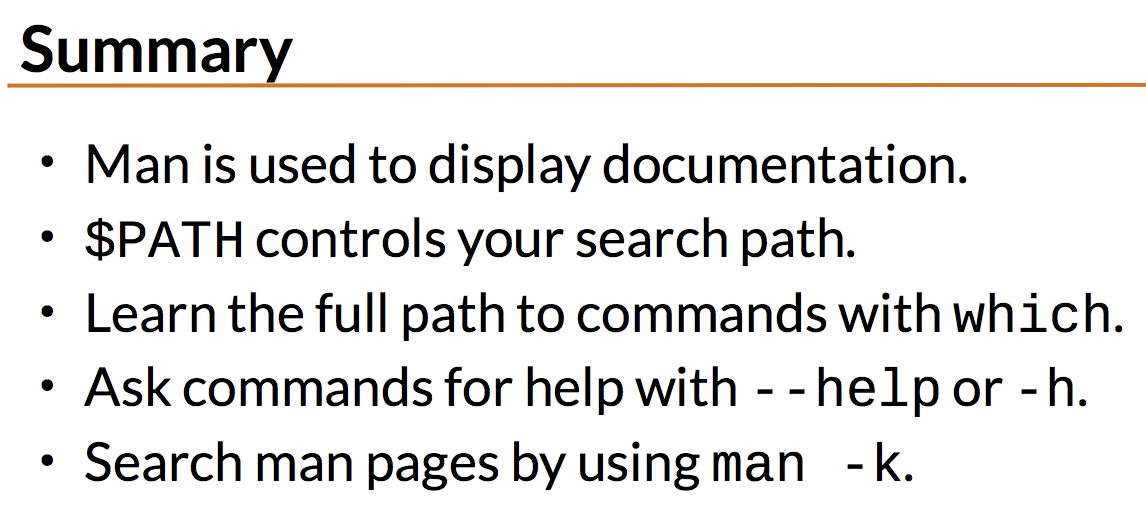 Summary
• Man is used to display documentation.
• $PATH controls your search path.
• Learn the full path to commands with which.
• Ask commands for help with --help or -h.
• Search man pages by using man -k.